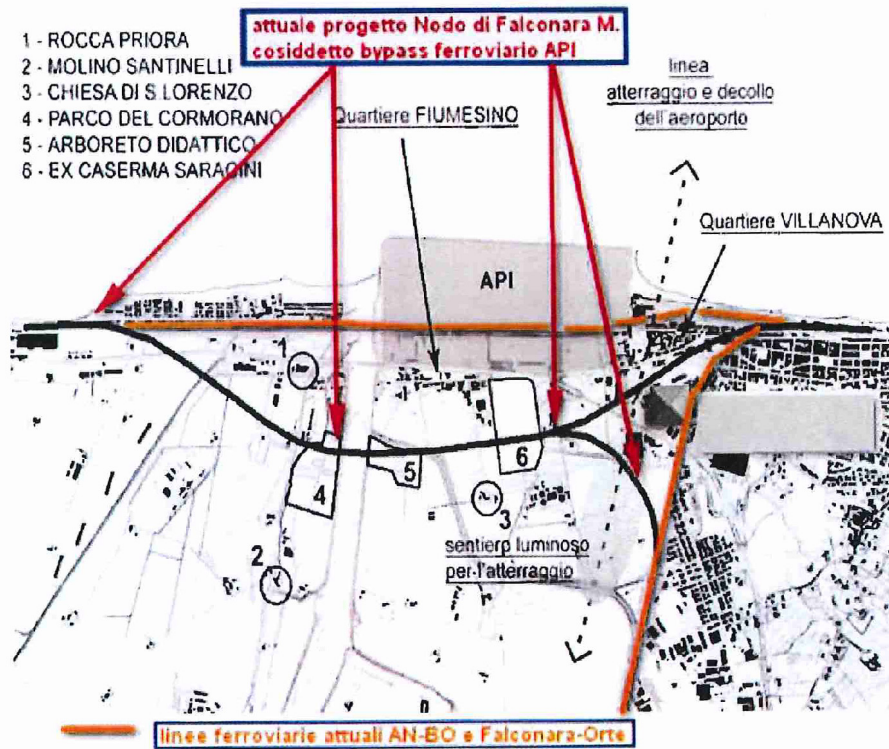 attuale progetto Nodo di Falconara M.
cosiddetto bypass ferroviario API
1 - ROCCA PRIORA
2 - MOLINO SANTINELLI
3 - CHIESA DI S LORENZO
4 - PARCO DEL CORMORANO
5 - ARBORETO DIDATTICO
6 - EX CASERMA SARACINI
Quartiere FIUMESINO
linea
atterraggio e decollo
dell'aeroporto
Quartiere VILLANOVA
API
1
6
5
4
3
2
sentiero luminoso
per l'atterraggio
linee ferroviarie attuali AN-BO e Falconara-Orte